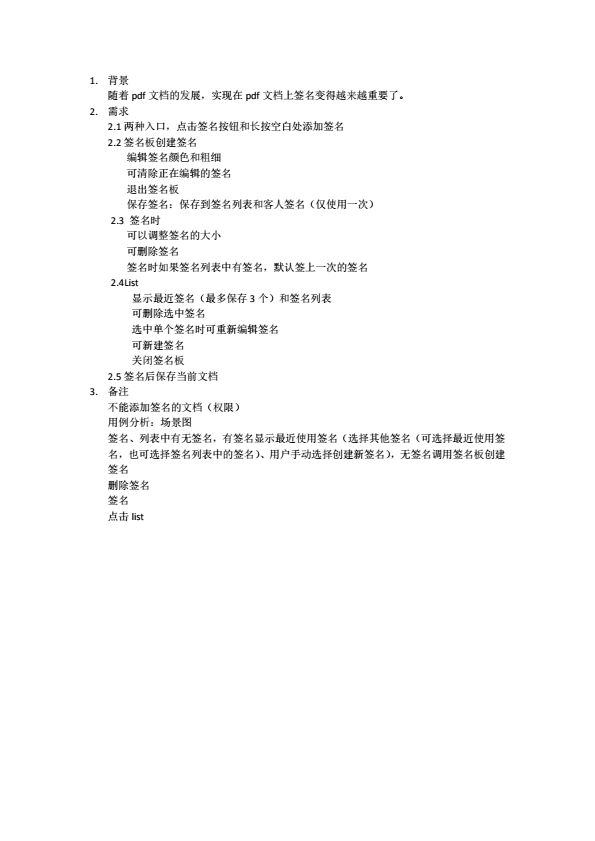 1. 背景
随着 pdf 文档的发展，实现在 pdf 文档上签名变得越来越重要了。
2. 需求
2.1 两种入口，点击签名按钮和长按空白处添加签名
2.2 签名板创建签名
编辑签名颜色和粗细
可清除正在编辑的签名
退出签名板
保存签名：保存到签名列表和客人签名（仅使用一次）
2.3 签名时
可以调整签名的大小
可删除签名
签名时如果签名列表中有签名，默认签上一次的签名
2.4List
显示最近签名（最多保存 3 个）和签名列表
可删除选中签名
选中单个签名时可重新编辑签名
可新建签名
关闭签名板
2.5 签名后保存当前文档
3. 备注
不能添加签名的文档（权限）
用例分析：场景图
签名、列表中有无签名，有签名显示最近使用签名（选择其他签名（可选择最近使用签
名，也可选择签名列表中的签名）、用户手动选择创建新签名），无签名调用签名板创建
签名
删除签名
签名
点击 list